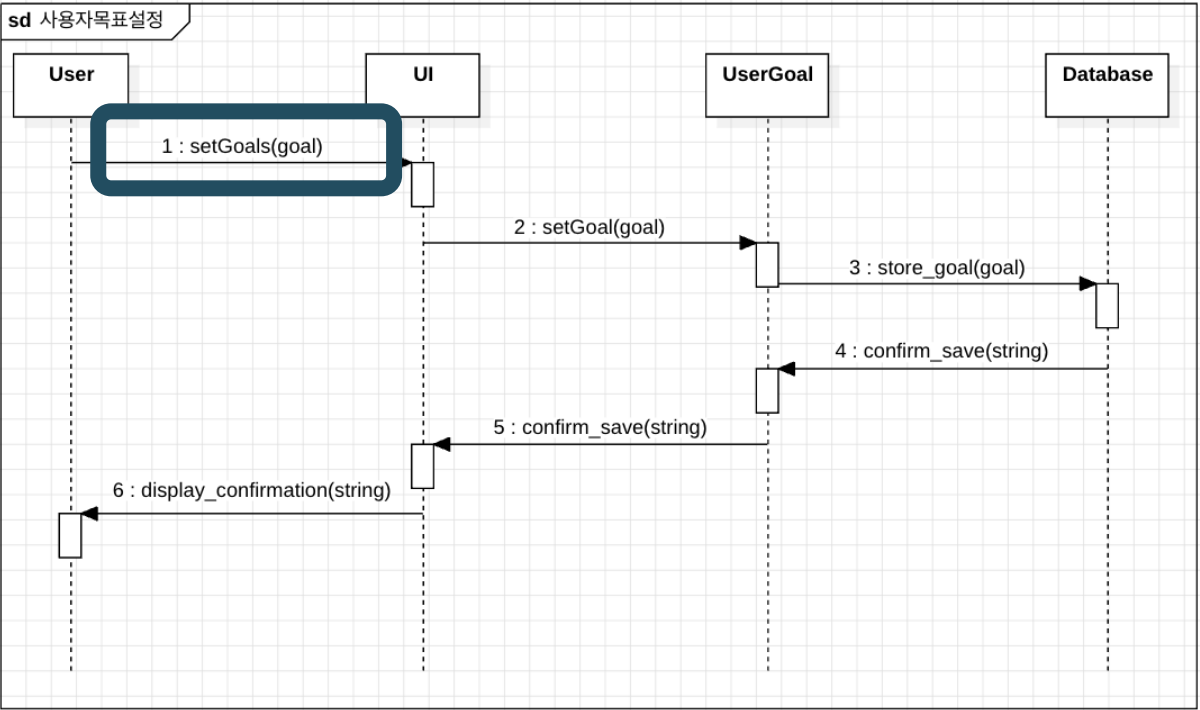 sd 사용자목표설정
User
UI
UserGoal
Database
1 : setGoals(goal)
2 : setGoal(goal)
3 : store_goal(goal)
4 : confirm_save(string)
5 : confirm_save(string)
6 : display_confirmation(string)